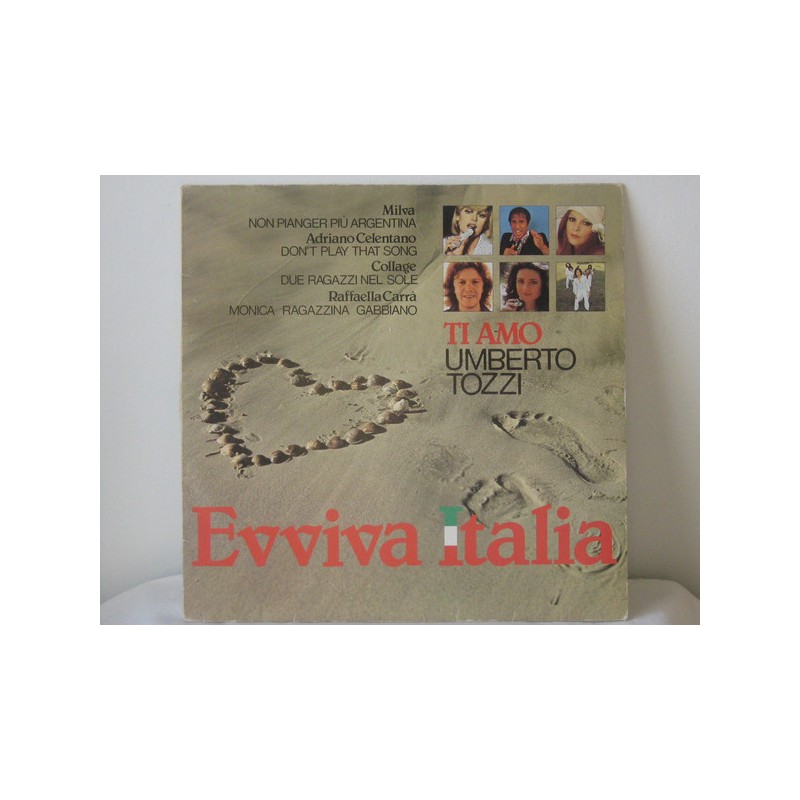 Milva
NON PIANGER PIÙ ARGENTINA
Adriano Celentano
DON'T PLAY THAT SONG
Collage
DUE RAGAZZI NEL SOLE
Raffaella Carrà
MONICA RAGAZZINA GABBIANO
TI AMO
UMBERTO
TOZZI
Evviva Italia